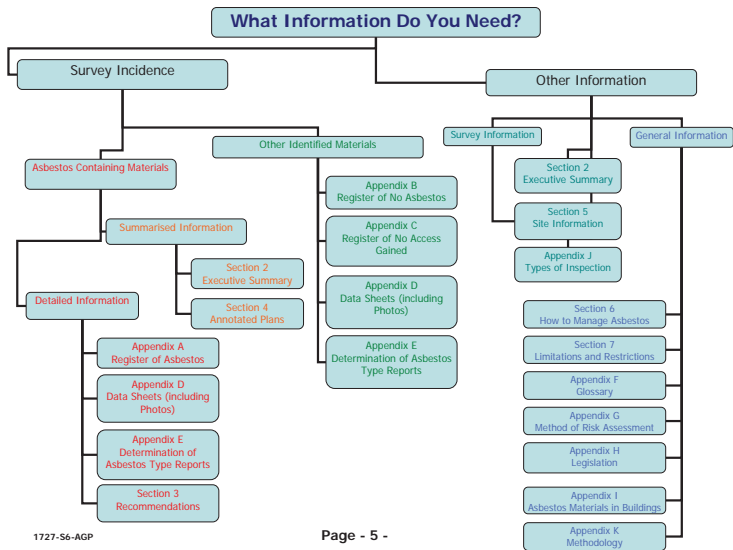 What Information Do You Need?
Survey Incidence
Other Information
Asbestos Containing Materials
Other Identified Materials
Survey Information
General Information
Summarised Information
Section 2
Executive Summary
Section 4
Annotated Plans
Detailed Information
Appendix A
Register of Asbestos
Appendix D
Data Sheets (including
Photos)
Appendix E
Determination of
Asbestos Type Reports
Section 3
Recommendations
Appendix B
Register of No Asbestos
Appendix C
Register of No Access
Gained
Appendix D
Data Sheets (including
Photos)
Appendix E
Determination of Asbestos
Type Reports
Section 2
Executive Summary
Section 5
Site Information
Appendix J
Types of Inspection
Section 6
How to Manage Asbestos
Section 7
Limitations and Restrictions
Appendix F
Glossary
Appendix G
Method of Risk Assessment
Appendix H
Legislation
Appendix I
Asbestos Materials in Buildings
Appendix K
Methodology
1727-S6-AGP
Page - 5 -